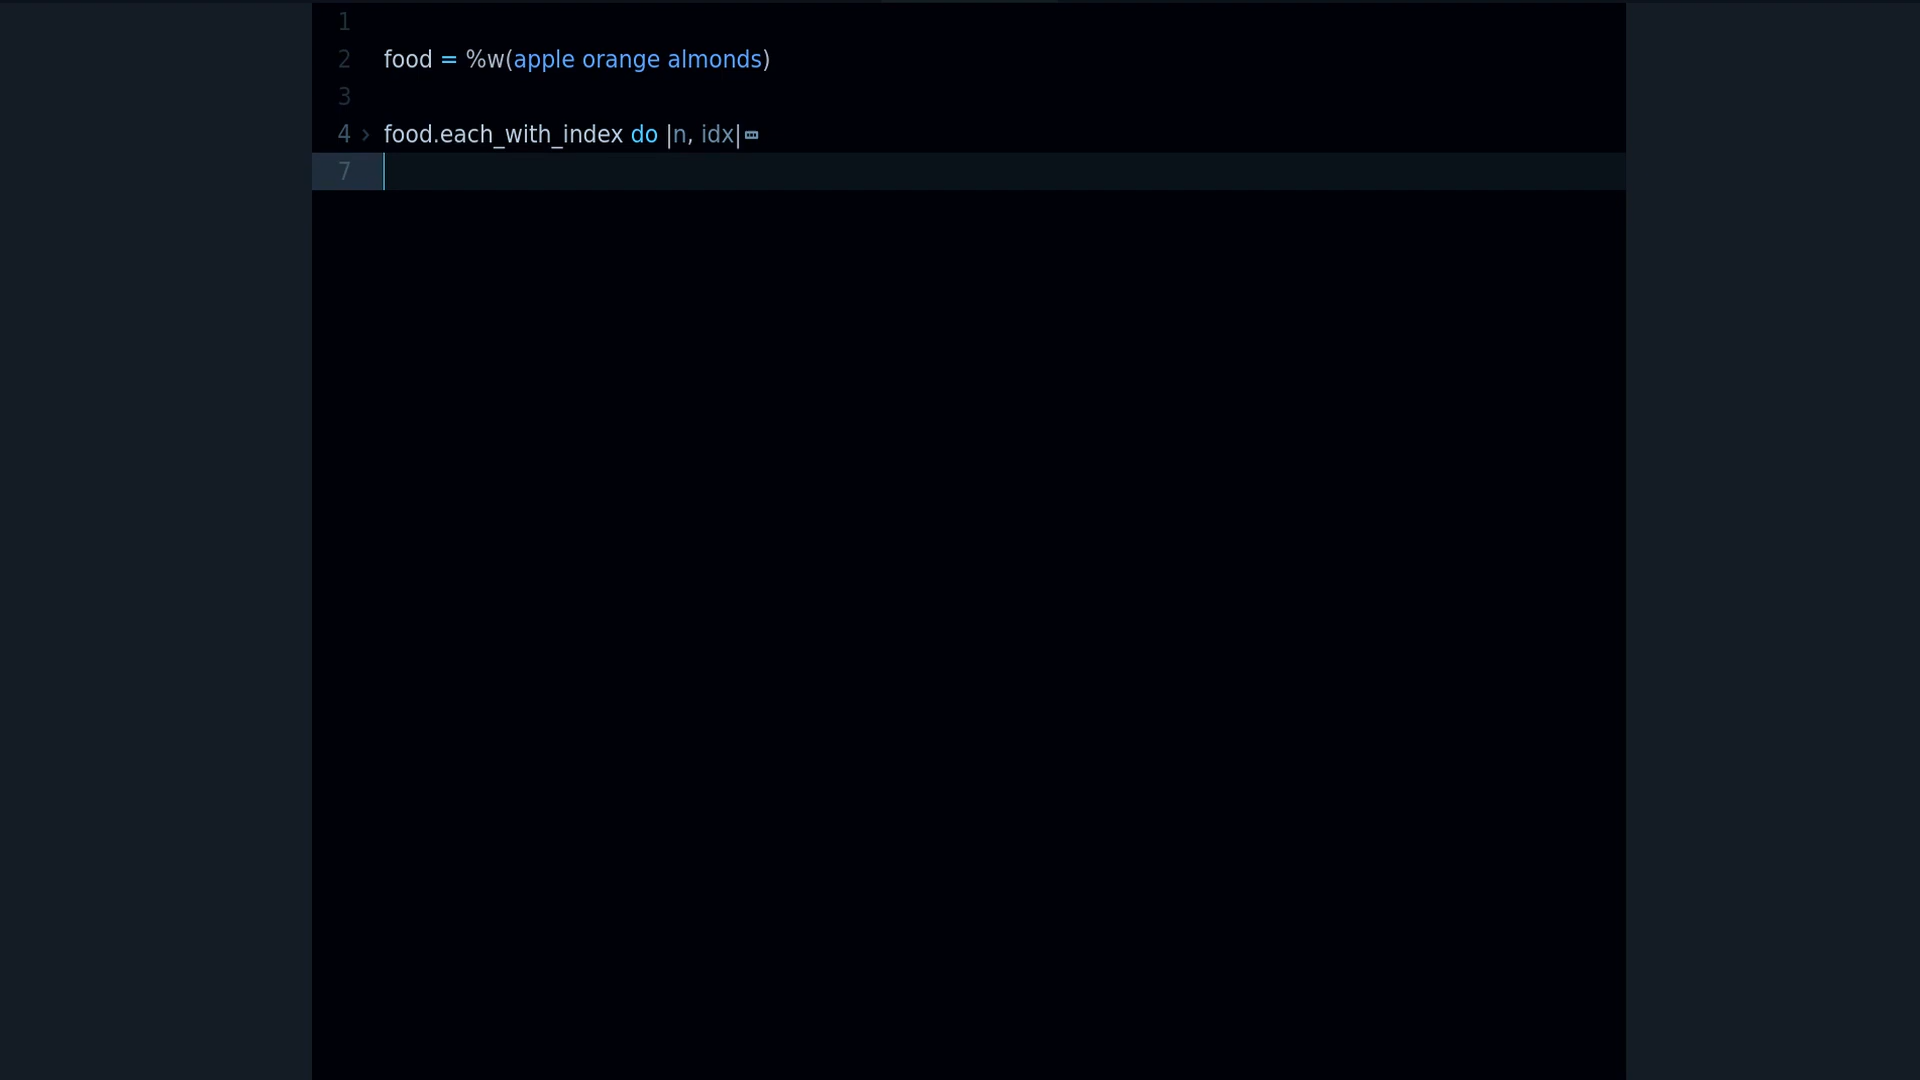 1
2 food = %w(apple orange almonds)
3
4 food.each_with_index do |n, idx|
7